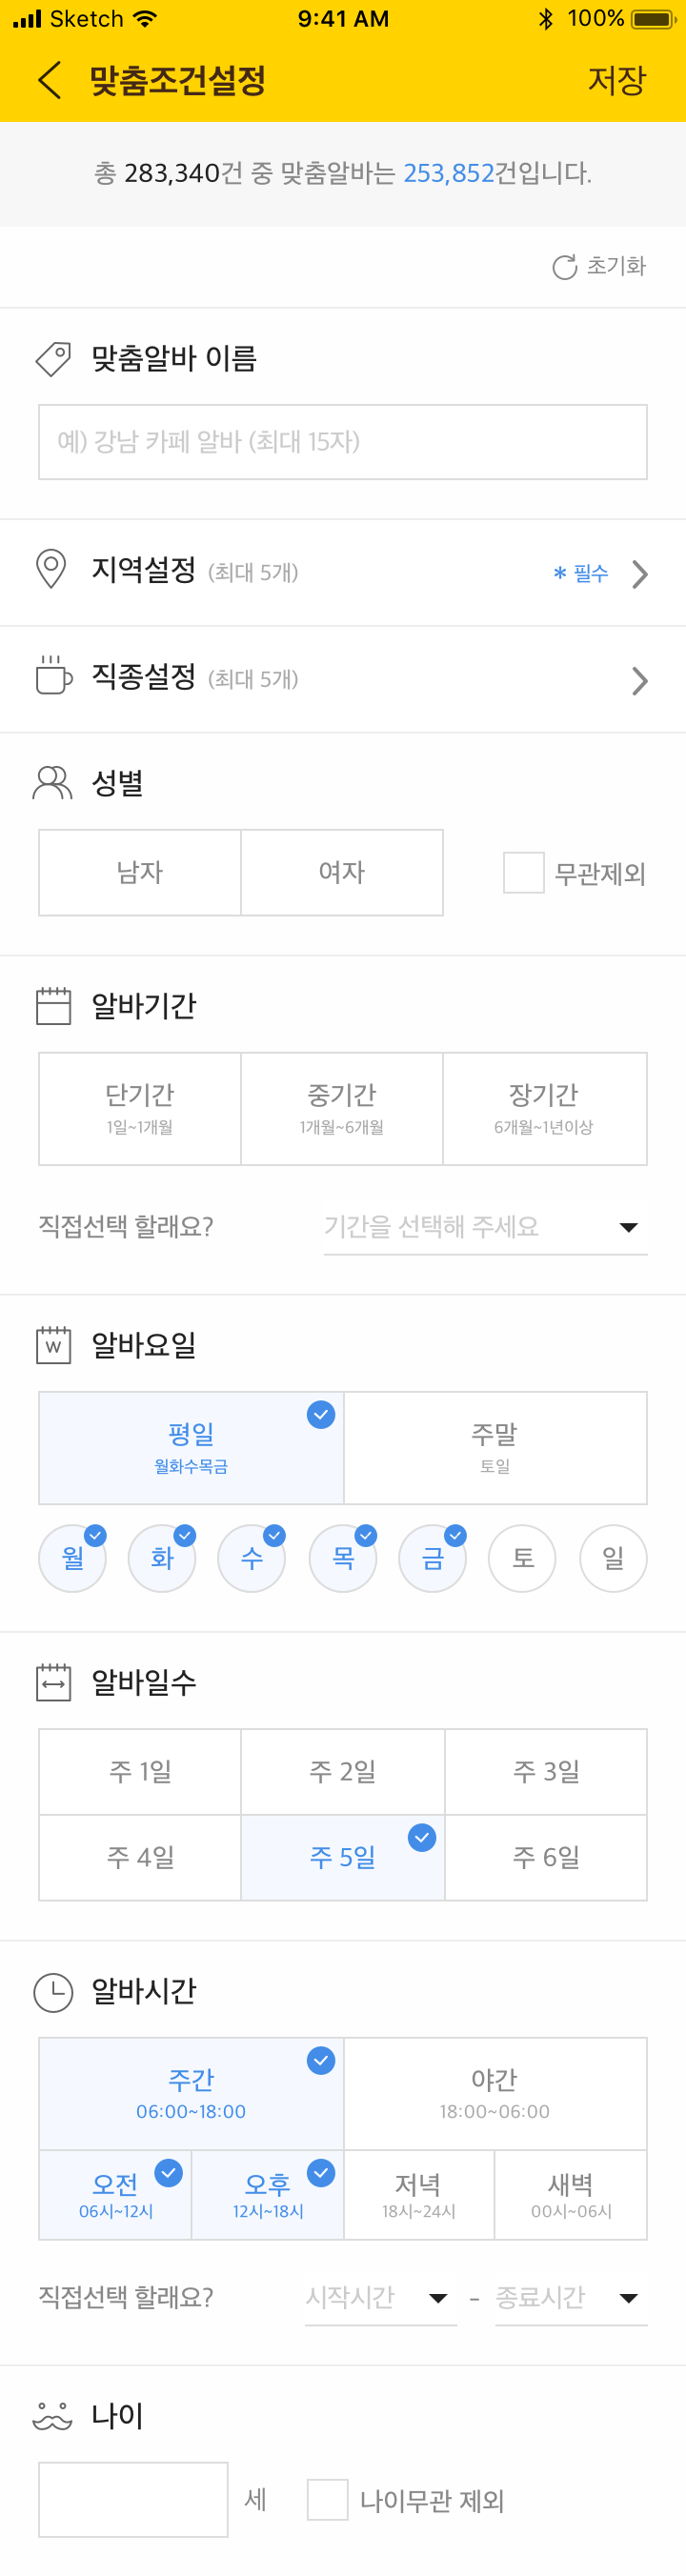 Sketch 9:41 AM 100%
맞춤조건설정 저장
총 283,340건 중 맞춤알바는 253,852건입니다.
초기화
맞춤알바 이름
예) 강남 카페 알바 (최대 15자)
지역설정 (최대 5개) * 필수
직종설정 (최대 5개)
성별
남자 여자 무관제외
알바기간
단기간 중기간 장기간
1일~1개월 1개월~6개월 6개월~1년이상
직접선택 할래요? 기간을 선택해 주세요
W 알바요일
평일 주말
월화수목금 토일
월 화 수 목 금 토 일
알바일수
주 1일 주 2일 주 3일
주 4일 주 5일 주 6일
알바시간
주간 야간
06:00~18:00 18:00~06:00
오전 오후 저녁 새벽
06시~12시 12시~18시 18시~24시 00시~06시
직접선택 할래요? 시작시간 - 종료시간
나이
세 나이무관 제외